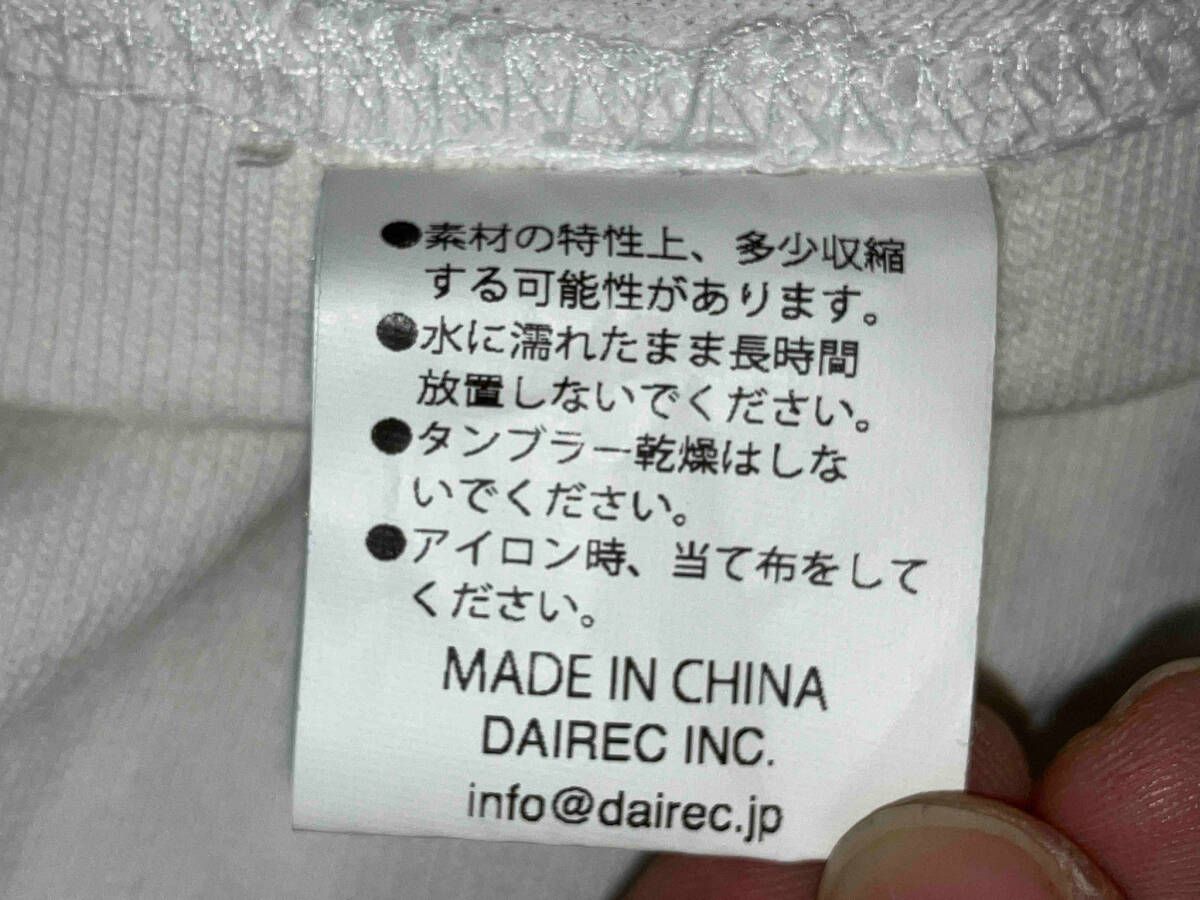 ●素材の特性上、多少収縮
する可能性があります。
●水に濡れたまま長時間
放置しないでください。
●タンブラー乾燥はしな
いでください。
●アイロン時、当て布をして
ください。
MADE IN CHINA
DAIREC INC.
info@dairec.jp